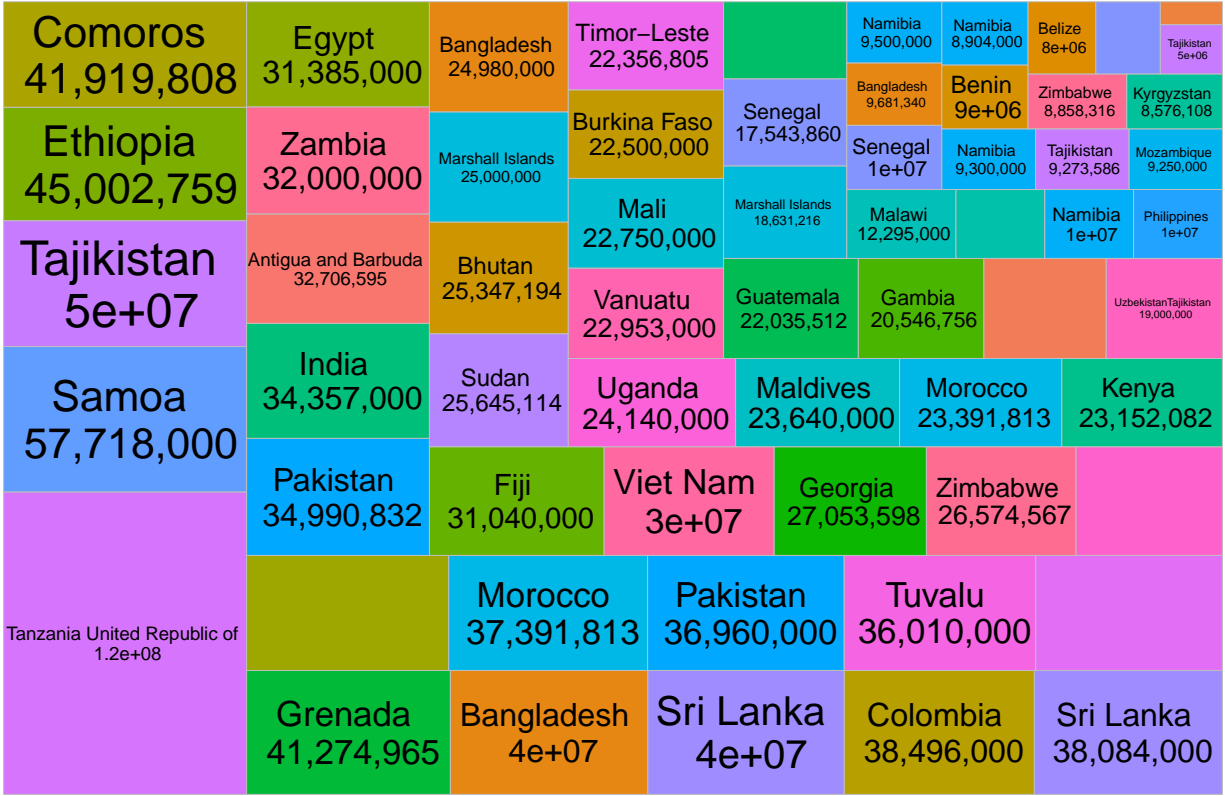 Comoros
41,919,808
Ethiopia
45,002,759
Tajikistan
5e+07
Samoa
57,718,000
Tanzania United Republic of
1.2e+08
Egypt
31,385,000
Zambia
32,000,000
Antigua and Barbuda
32,706,595
India
34,357,000
Pakistan
34,990,832
Bangladesh
24,980,000
Marshall Islands
25,000,000
Bhutan
25,347,194
Sudan
25,645,114
Timor−Leste
22,356,805
Burkina Faso
22,500,000
Mali
22,750,000
Vanuatu
22,953,000
Senegal
17,543,860
Marshall Islands
18,631,216
Namibia
9,500,000
Namibia
8,904,000
Belize
8e+06
Tajikistan
5e+06
Bangladesh
9,681,340
Benin
9e+06
Zimbabwe
8,858,316
Kyrgyzstan
8,576,108
Senegal
1e+07
Namibia
9,300,000
Tajikistan
9,273,586
Mozambique
9,250,000
Malawi
12,295,000
Namibia
1e+07
Philippines
1e+07
Guatemala
22,035,512
Gambia
20,546,756
UzbekistanTajikistan
19,000,000
Uganda
24,140,000
Maldives
23,640,000
Morocco
23,391,813
Kenya
23,152,082
Fiji
31,040,000
Viet Nam
3e+07
Georgia
27,053,598
Zimbabwe
26,574,567
Morocco
37,391,813
Pakistan
36,960,000
Tuvalu
36,010,000
Grenada
41,274,965
Bangladesh
4e+07
Sri Lanka
4e+07
Colombia
38,496,000
Sri Lanka
38,084,000